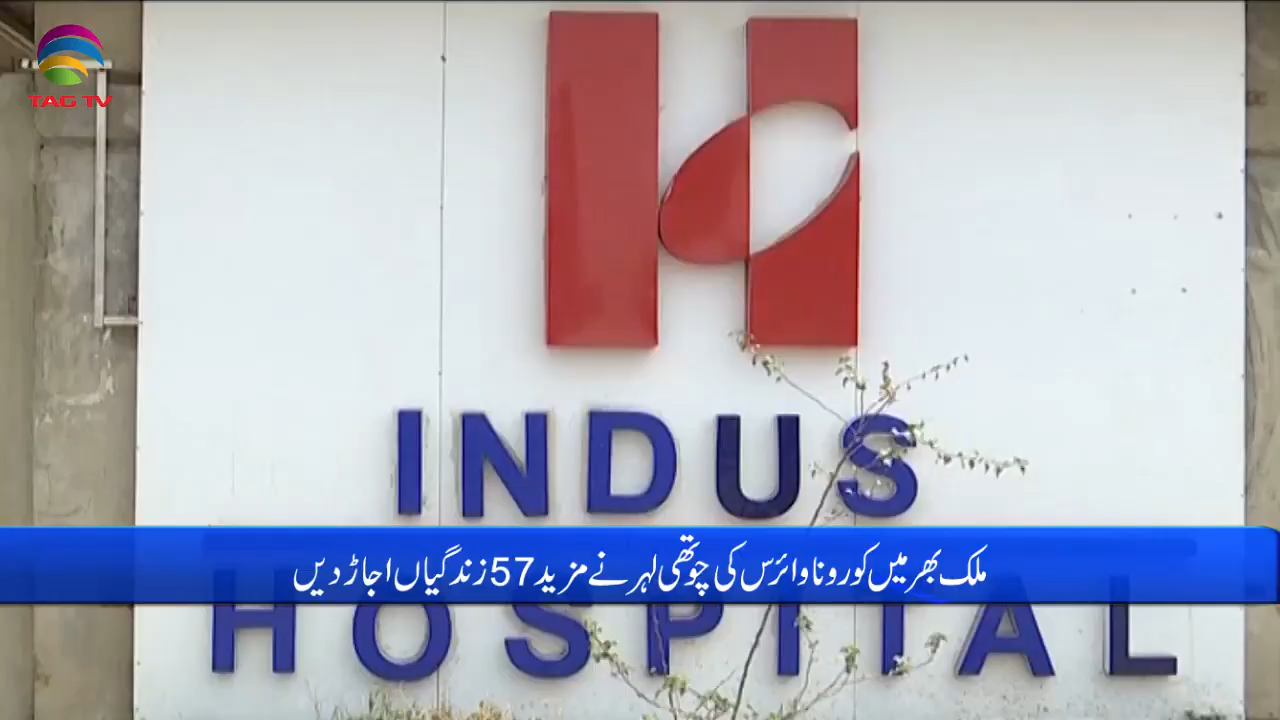 TAG TV
INDUS
ملک بھر میں کورونا وائرس کی چوتھی لہر نے مزید 57 زندگیاں اجاڑ دیں
HOSPITAL